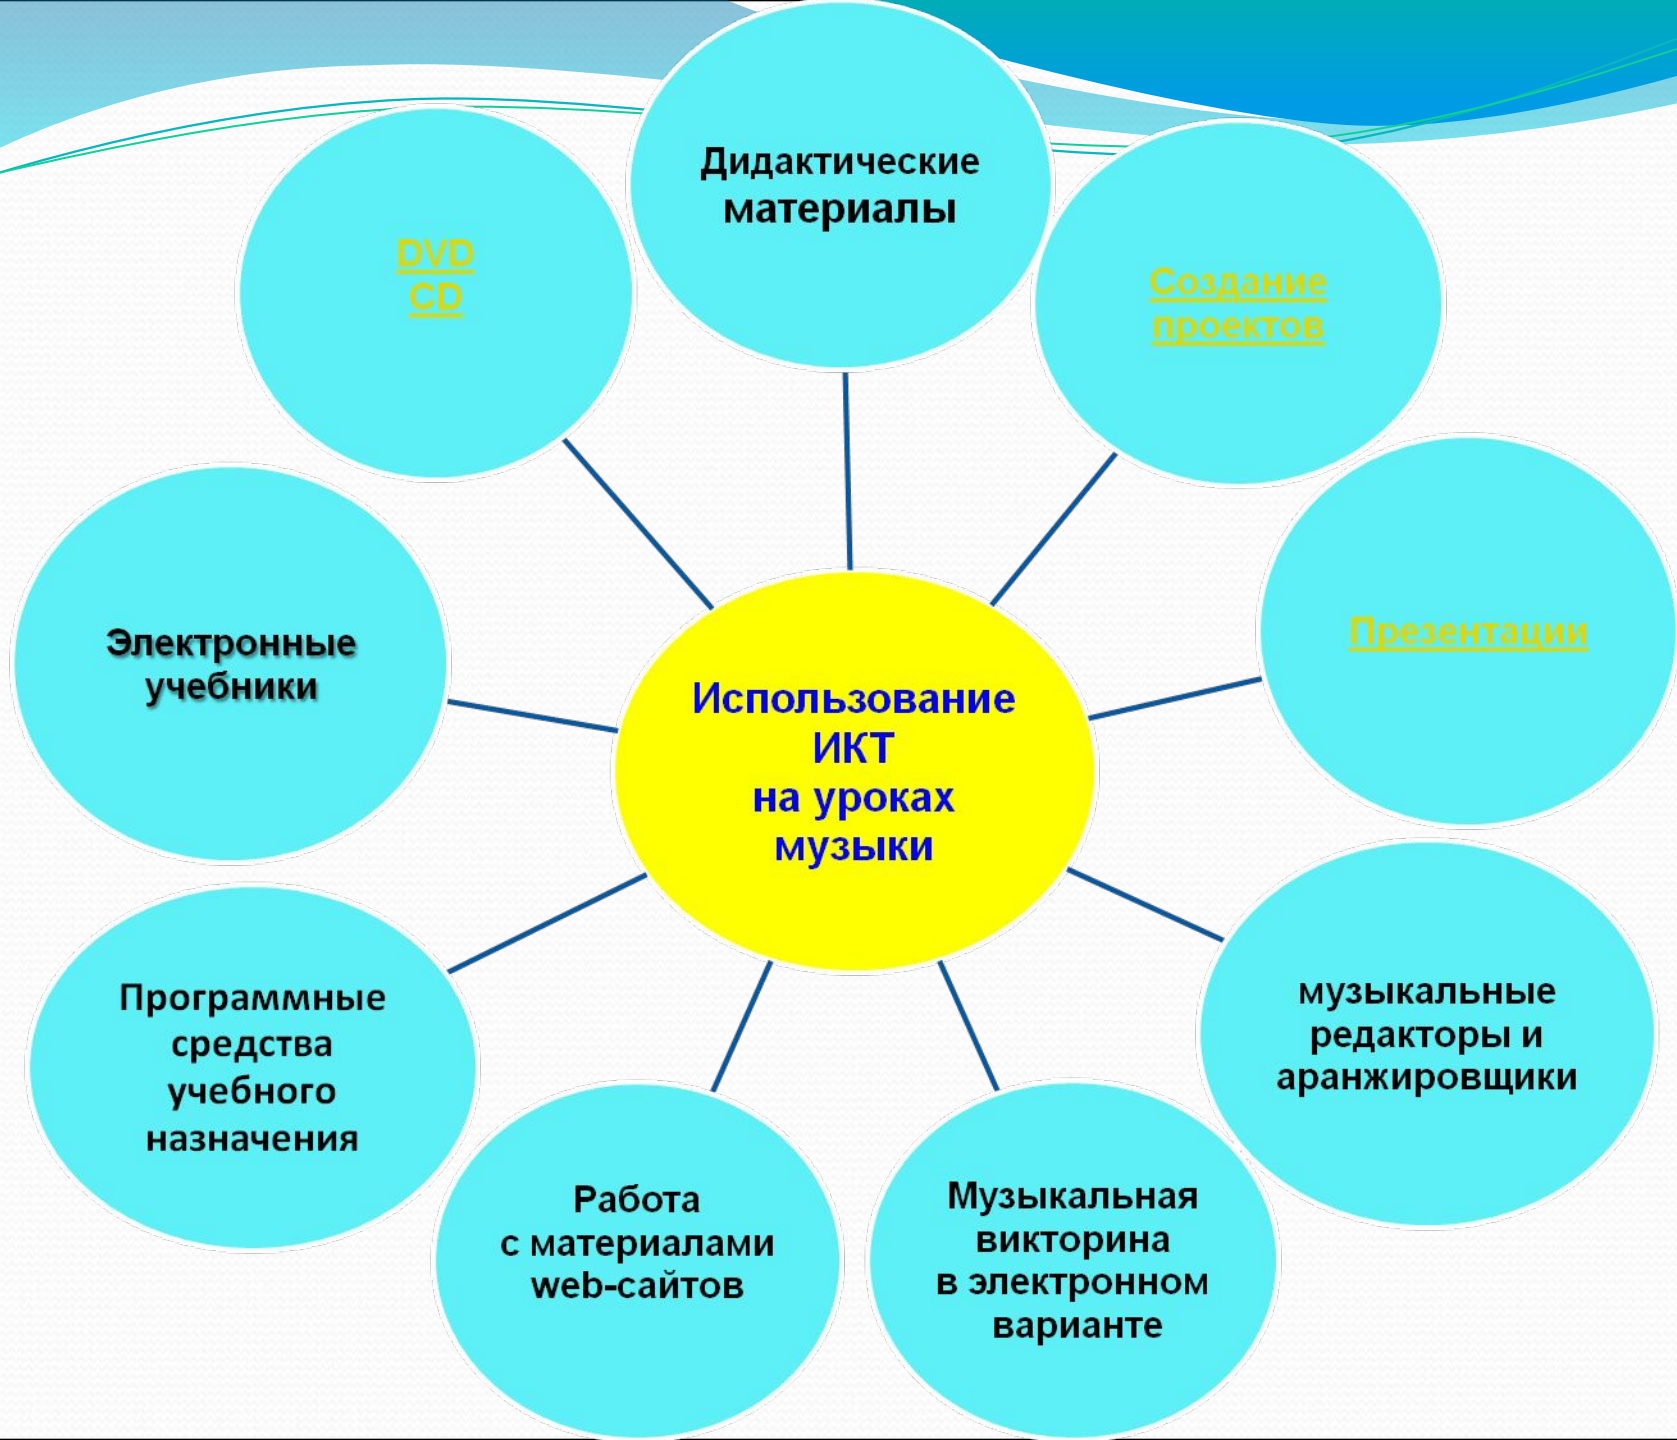 Дидактические
материалы
DVD
CD
Создание
проектов
Презентации
Электронные
учебники
Использование
ИКТ
на уроках
музыки
Программные
средства
учебного
назначения
музыкальные
редакторы и
аранжировщики
Работа
с материалами
web-сайтов
Музыкальная
викторина
в электронном
варианте